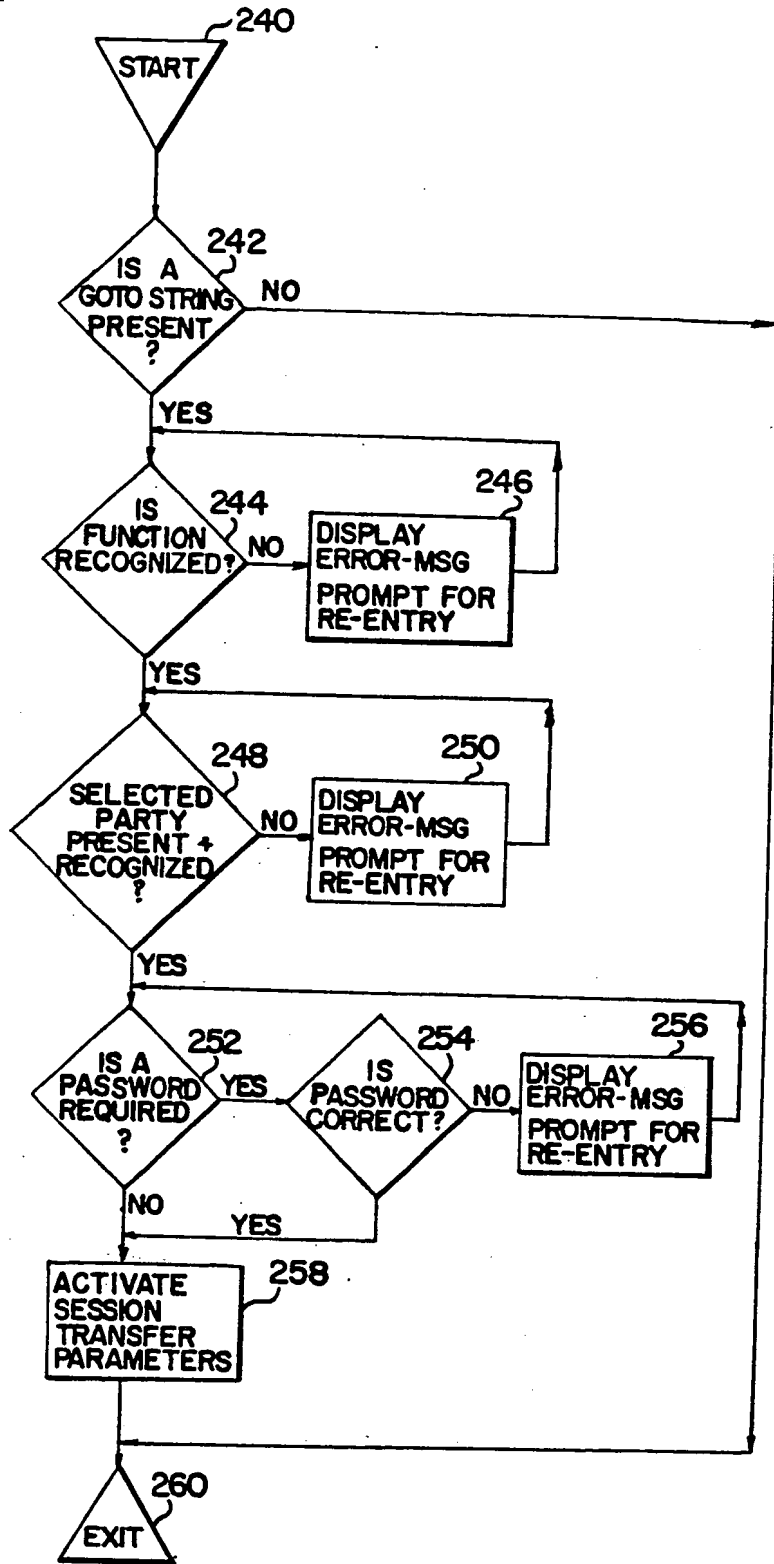 240
START
242
IS A
GOTO STRING
PRESENT
?
NO
YES
246
IS
FUNCTION
RECOGNIZED?
244
NO
DISPLAY
ERROR-MSG
PROMPT FOR
RE-ENTRY
YES
248
250
SELECTED
PARTY
PRESENT +
RECOGNIZED
?
NO
DISPLAY
ERROR-MSG
PROMPT FOR
RE-ENTRY
YES
252
254
256
IS A
PASSWORD
REQUIRED
?
YES
IS
PASSWORD
CORRECT?
NO
DISPLAY
ERROR-MSG
PROMPT FOR
RE-ENTRY
NO
YES
258
ACTIVATE
SESSION
TRANSFER
PARAMETERS
260
EXIT